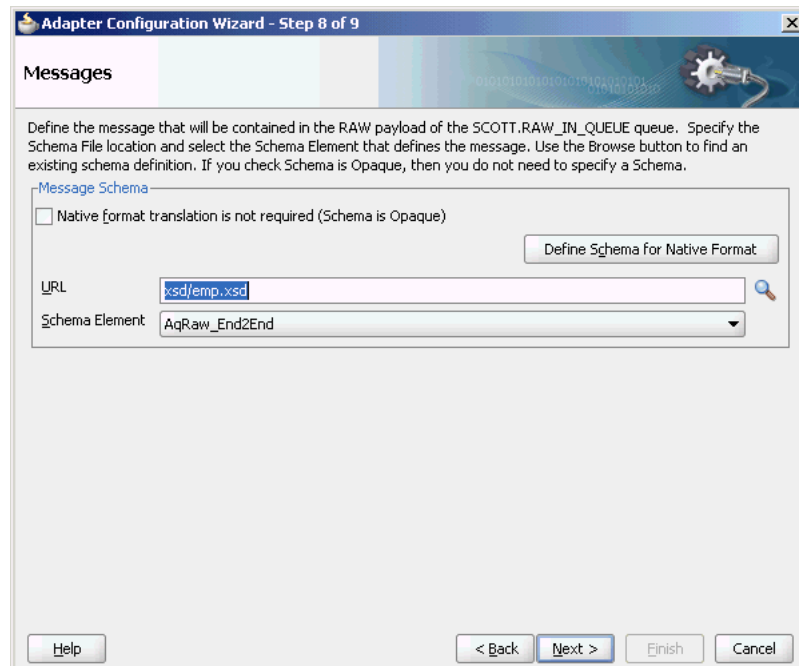 Adapter Configuration Wizard - Step 8 of 9
Messages
Define the message that will be contained in the RAW payload of the SCOTT.RAW_IN_QUEUE queue. Specify the
Schema File location and select the Schema Element that defines the message. Use the Browse button to find an
existing schema definition. If you check Schema is Opaque, then you do not need to specify a Schema.
Message Schema
Native format translation is not required (Schema is Opaque)
Define Schema for Native Format
URL
xsd/emp.xsd
Schema Element
AqRaw_End2End
Help
< Back
Next >
Finish
Cancel